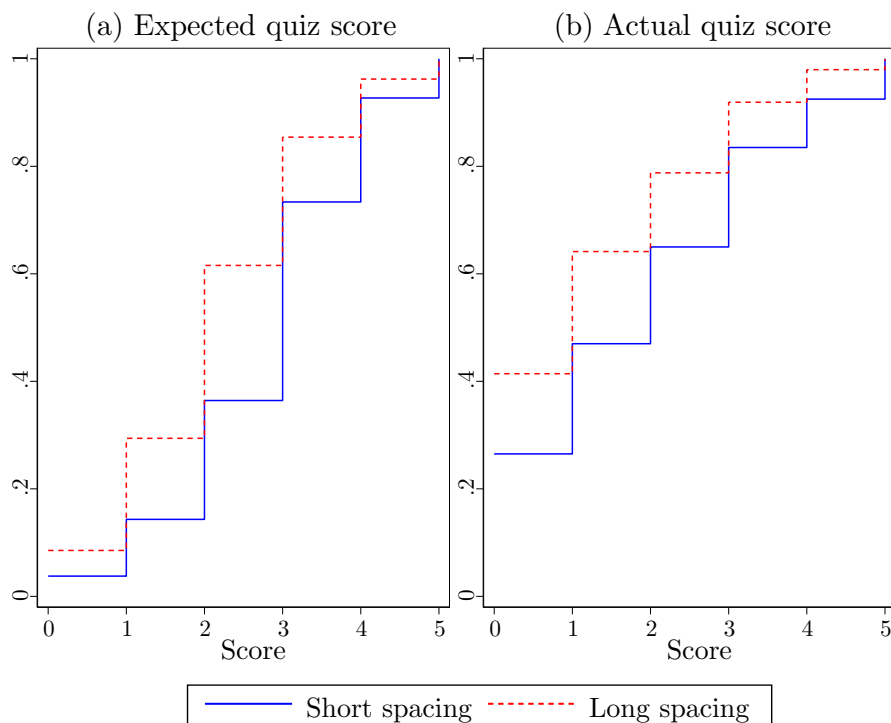 (a) Expected quiz score
(b) Actual quiz score
1
.8
.6
.4
.2
0
0 1 2 3 4 5
Score
1
.8
.6
.4
.2
0
0 1 2 3 4 5
Score
Short spacing
Long spacing